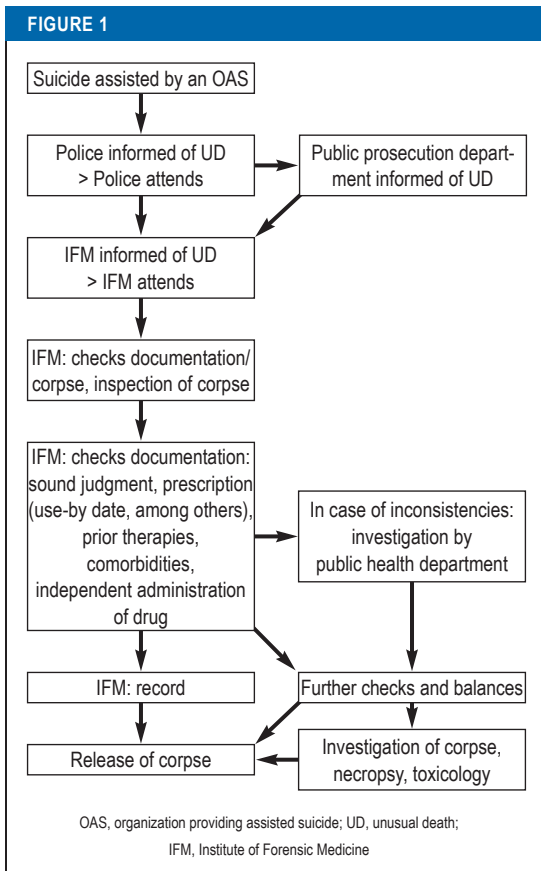 FIGURE 1
Suicide assisted by an OAS
Police informed of UD
> Police attends
Public prosecution depart-
ment informed of UD
IFM informed of UD
> IFM attends
IFM: checks documentation/
corpse, inspection of corpse
IFM: checks documentation:
sound judgment, prescription
(use-by date, among others),
prior therapies,
comorbidities,
independent administration
of drug
In case of inconsistencies:
investigation by
public health department
IFM: record
Further checks and balances
Release of corpse
Investigation of corpse,
necropsy, toxicology
OAS, organization providing assisted suicide; UD, unusual death;
IFM, Institute of Forensic Medicine